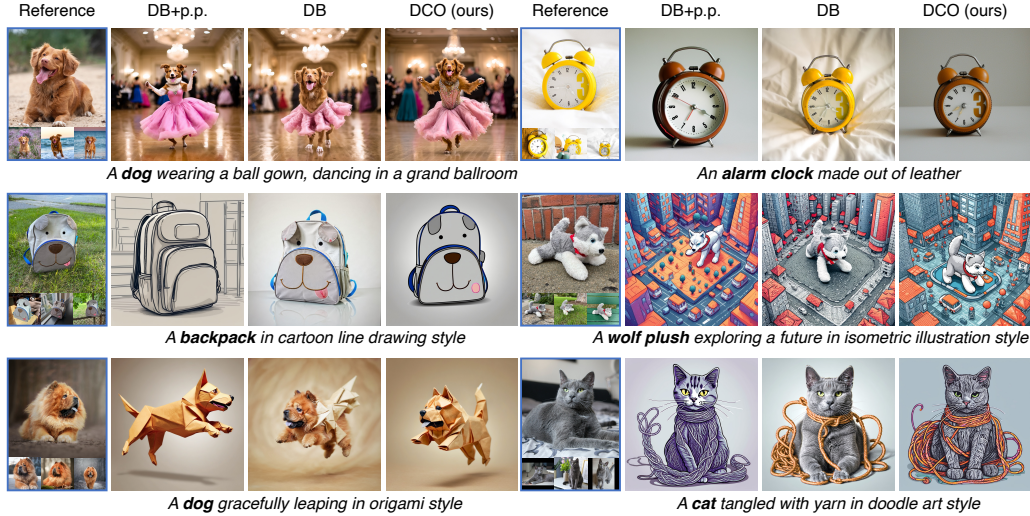 Reference DB+p.p. DB DCO (ours) Reference DB+p.p. DB DCO (ours)
A dog wearing a ball gown, dancing in a grand ballroom
An alarm clock made out of leather
A backpack in cartoon line drawing style
A wolf plush exploring a future in isometric illustration style
A dog gracefully leaping in origami style
A cat tangled with yarn in doodle art style